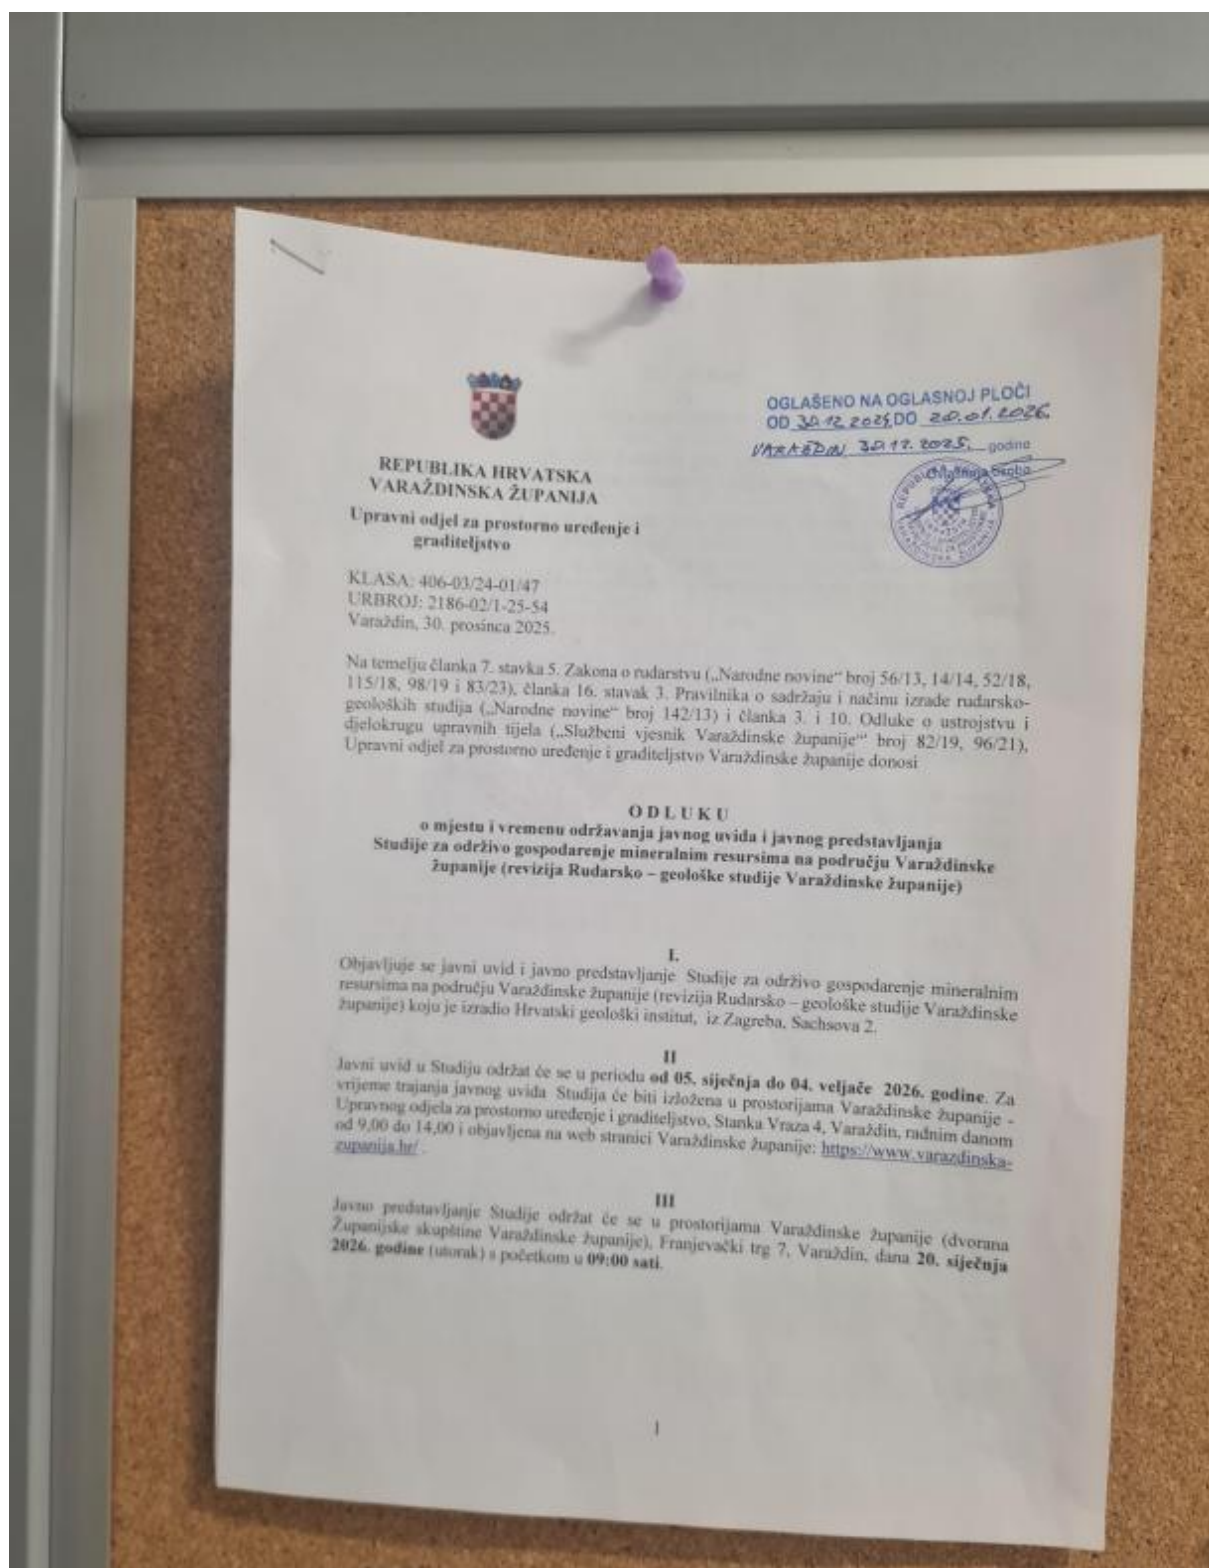 OGLAŠENO NA OGLASNOJ PLOČI
OD 30.12.2025. DO 20.01.2026.
VARAŽDIN 30.12.2025. godine
REPUBLIKA HRVATSKA
VARAŽDINSKA ŽUPANIJA
Upravni odjel za prostorno uređenje i
graditeljstvo
KLASA: 406-03/24-01/47
URBROJ: 2186-02/1-25-54
Varaždin, 30. prosinca 2025.
Na temelju članka 7. stavka 5. Zakona o rudarstvu („Narodne novine“ broj 56/13, 14/14, 52/18,
115/18, 98/19 i 83/23), članka 16. stavak 3. Pravilnika o sadržaju i načinu izrade rudarsko-
geoloških studija („Narodne novine“ broj 142/13) i članka 3. i 10. Odluke o ustrojstvu i
djelokrugu upravnih tijela („Službeni vjesnik Varaždinske županije“ broj 82/19, 96/21),
Upravni odjel za prostorno uređenje i graditeljstvo Varaždinske županije donosi
O D L U K U
o mjestu i vremenu održavanja javnog uvida i javnog predstavljanja
Studije za održivo gospodarenje mineralnim resursima na području Varaždinske
županije (revizija Rudarsko – geološke studije Varaždinske županije)
I.
Objavljuje se javni uvid i javno predstavljanje Studije za održivo gospodarenje mineralnim
resursima na području Varaždinske županije (revizija Rudarsko – geološke studije Varaždinske
županije) koju je izradio Hrvatski geološki institut, iz Zagreba, Sachsova 2.
II
Javni uvid u Studiju održat će se u periodu od 05. siječnja do 04. veljače 2026. godine. Za
vrijeme trajanja javnog uvida Studija će biti izložena u prostorijama Varaždinske županije -
Upravnog odjela za prostorno uređenje i graditeljstvo, Stanka Vraza 4, Varaždin, radnim danom
od 9,00 do 14,00 i objavljena na web stranici Varaždinske županije: https://www.varazdinska-
zupanija.hr/ .
III
Javno predstavljanje Studije održat će se u prostorijama Varaždinske županije (dvorana
Županijske skupštine Varaždinske županije), Franjevački trg 7, Varaždin, dana 20. siječnja
2026. godine (utorak) s početkom u 09:00 sati.
1